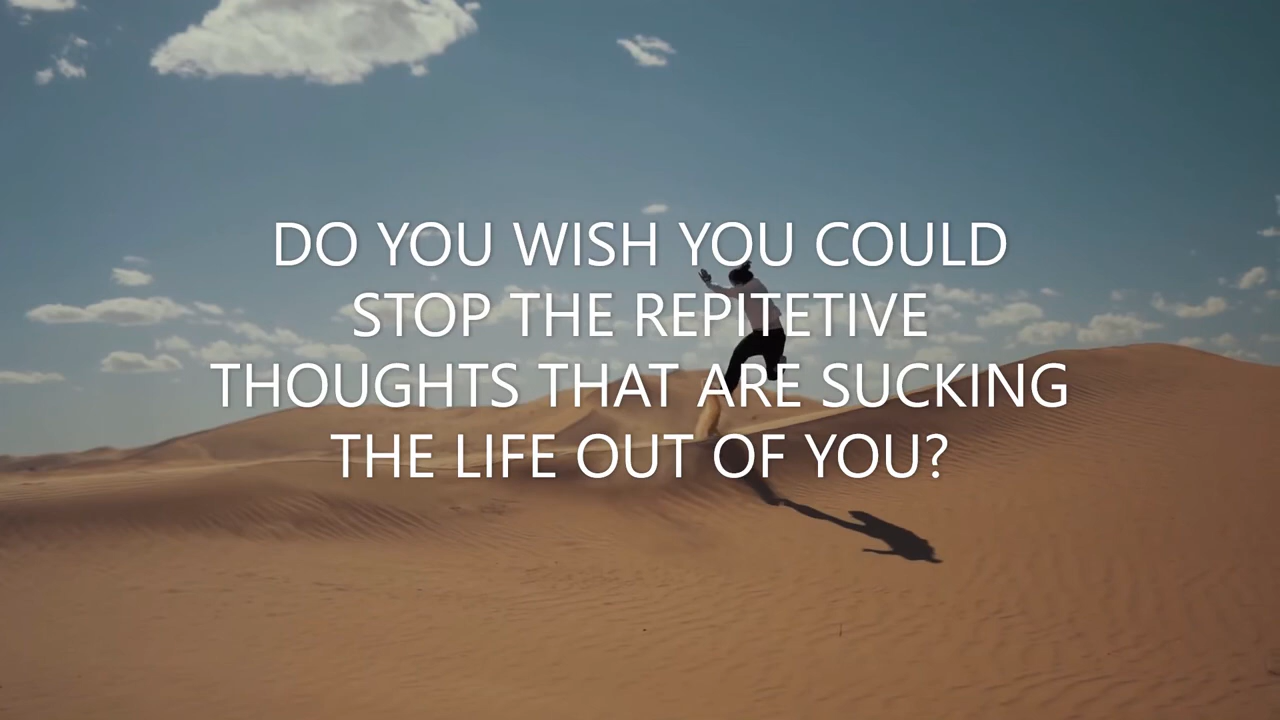 DO YOU WISH YOU COULD
STOP THE REPITETIVE
THOUGHTS THAT ARE SUCKING
THE LIFE OUT OF YOU?